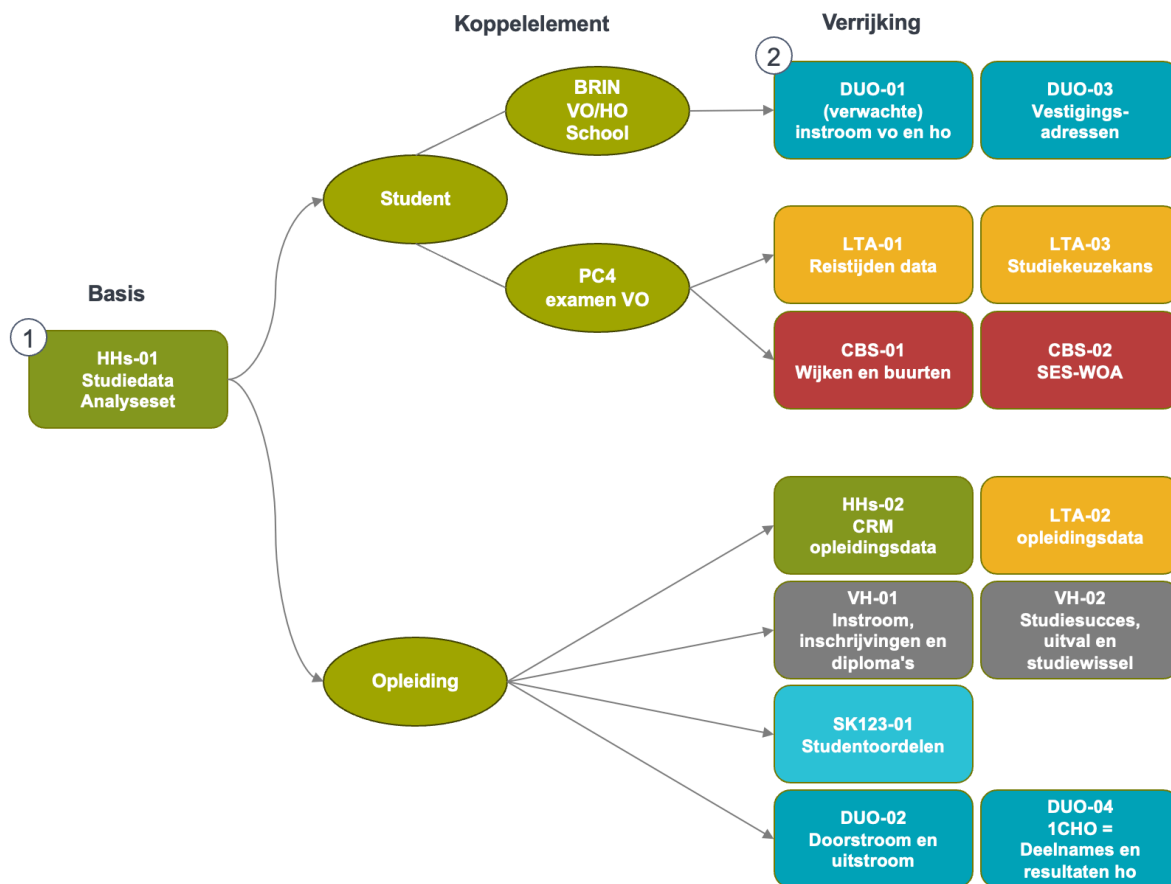 Koppelelement
Verrijking
Basis
1
HHs-01
Studiedata
Analyseset
Student
BRIN
VO/HO
School
PC4
examen VO
Opleiding
2
DUO-01
(verwachte)
instroom vo en ho
DUO-03
Vestigings-
adressen
LTA-01
Reistijden data
LTA-03
Studiekeuzekans
CBS-01
Wijken en buurten
CBS-02
SES-WOA
HHs-02
CRM
opleidingsdata
LTA-02
opleidingsdata
VH-01
Instroom,
inschrijvingen en
diploma's
VH-02
Studiesucces,
uitval en
studiewissel
SK123-01
Studentoordelen
DUO-02
Doorstroom en
uitstroom
DUO-04
1CHO =
Deelnames en
resultaten ho